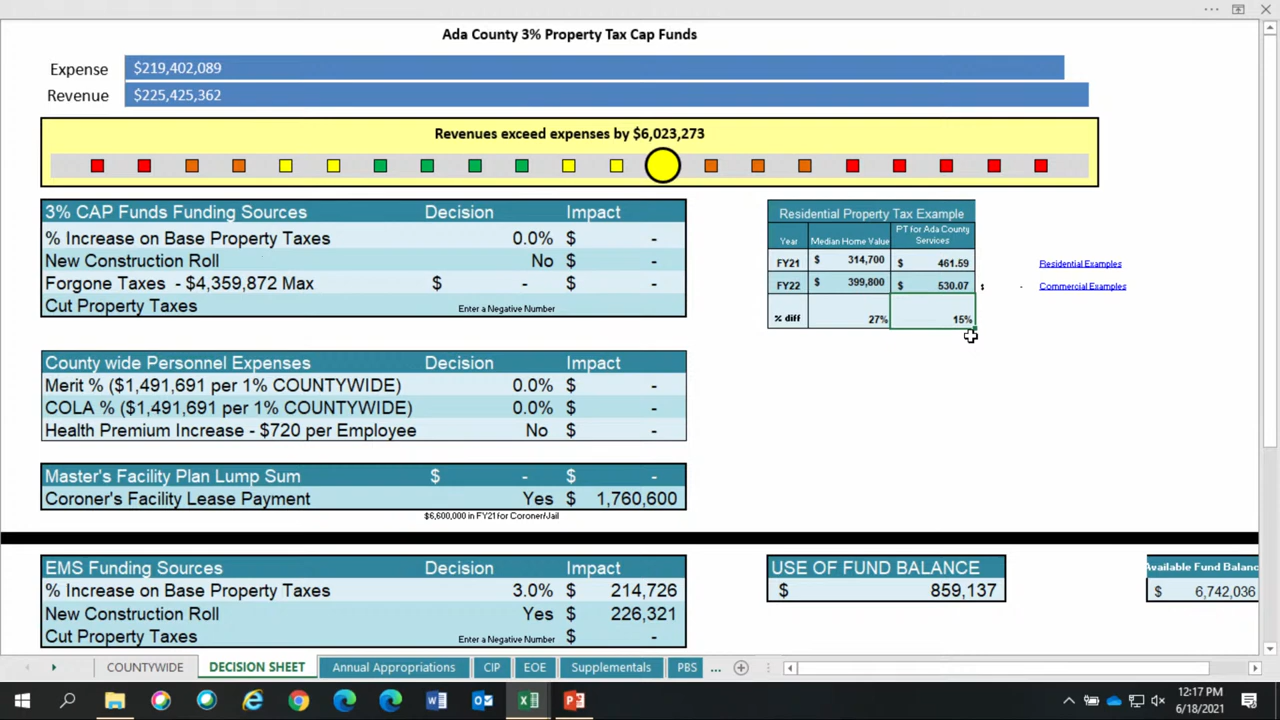 Ada County 3% Property Tax Cap Funds
Expense $219,402,089
Revenue $225,425,362
Revenues exceed expenses by $6,023,273
3% CAP Funds Funding Sources Decision Impact
% Increase on Base Property Taxes 0.0% $ -
New Construction Roll No $ -
Forgone Taxes - $4,359,872 Max $ - $ -
Cut Property Taxes Enter a Negative Number
Residential Property Tax Example
Year Median Home Value PT for Ada County Services
FY21 $ 314,700 $ 461.59
FY22 $ 399,800 $ 530.07 $ -
% diff 27% 15%
Residential Examples
Commercial Examples
County wide Personnel Expenses Decision Impact
Merit % ($1,491,691 per 1% COUNTYWIDE) 0.0% $ -
COLA % ($1,491,691 per 1% COUNTYWIDE) 0.0% $ -
Health Premium Increase - $720 per Employee No $ -
Master's Facility Plan Lump Sum $ - $ -
Coroner's Facility Lease Payment Yes $ 1,760,600
$6,600,000 in FY21 for Coroner/Jail
EMS Funding Sources Decision Impact
% Increase on Base Property Taxes 3.0% $ 214,726
New Construction Roll Yes $ 226,321
Cut Property Taxes Enter a Negative Number $ -
USE OF FUND BALANCE
$ 859,137
Available Fund Balanc
$ 6,742,036
COUNTYWIDE DECISION SHEET Annual Appropriations CIP EOE Supplementals PBS ...
12:17 PM
6/18/2021